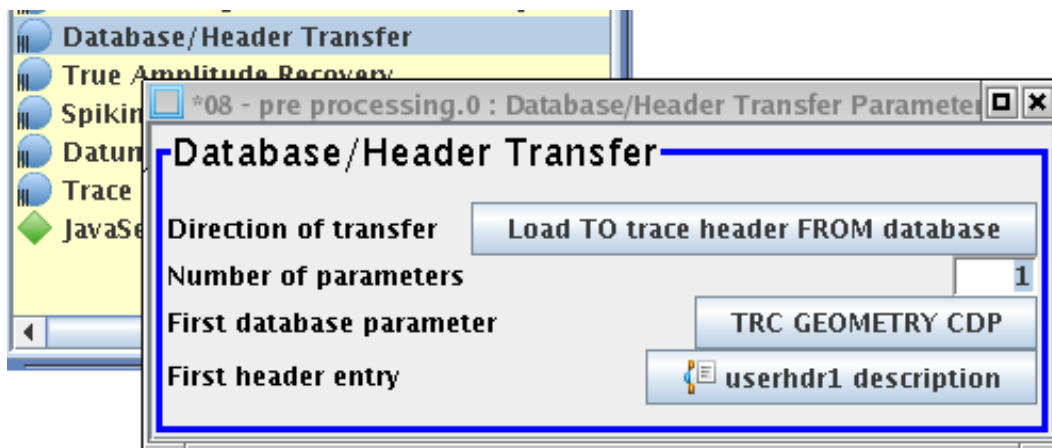 Database/Header Transfer
True Amplitude Recovery
Spikin
Datun
Trace
JavaSe
*08 - pre processing.0 : Database/Header Transfer Parameter
Database/Header Transfer
Direction of transfer Load TO trace header FROM database
Number of parameters 1
First database parameter TRC GEOMETRY CDP
First header entry userhdr1 description